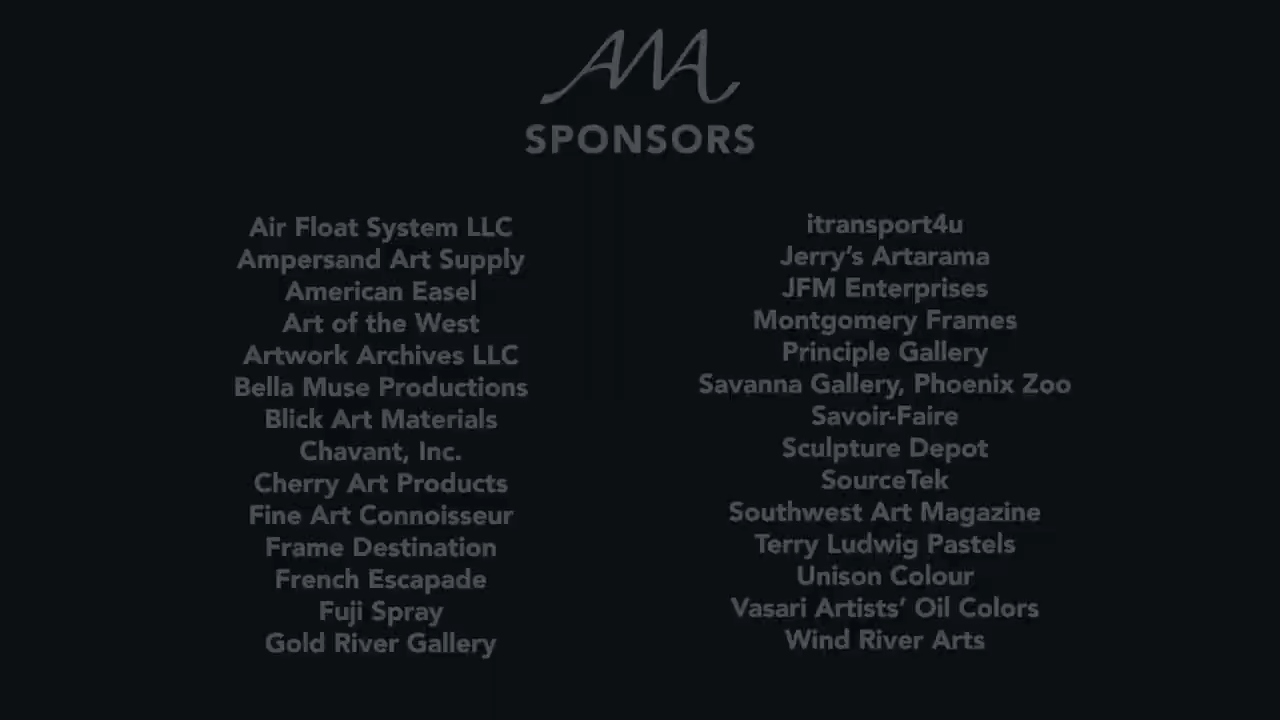 ANA
SPONSORS
Air Float System LLC
Ampersand Art Supply
American Easel
Art of the West
Artwork Archives LLC
Bella Muse Productions
Blick Art Materials
Chavant, Inc.
Cherry Art Products
Fine Art Connoisseur
Frame Destination
French Escapade
Fuji Spray
Gold River Gallery
itransport4u
Jerry’s Artarama
JFM Enterprises
Montgomery Frames
Principle Gallery
Savanna Gallery, Phoenix Zoo
Savoir-Faire
Sculpture Depot
SourceTek
Southwest Art Magazine
Terry Ludwig Pastels
Unison Colour
Vasari Artists’ Oil Colors
Wind River Arts